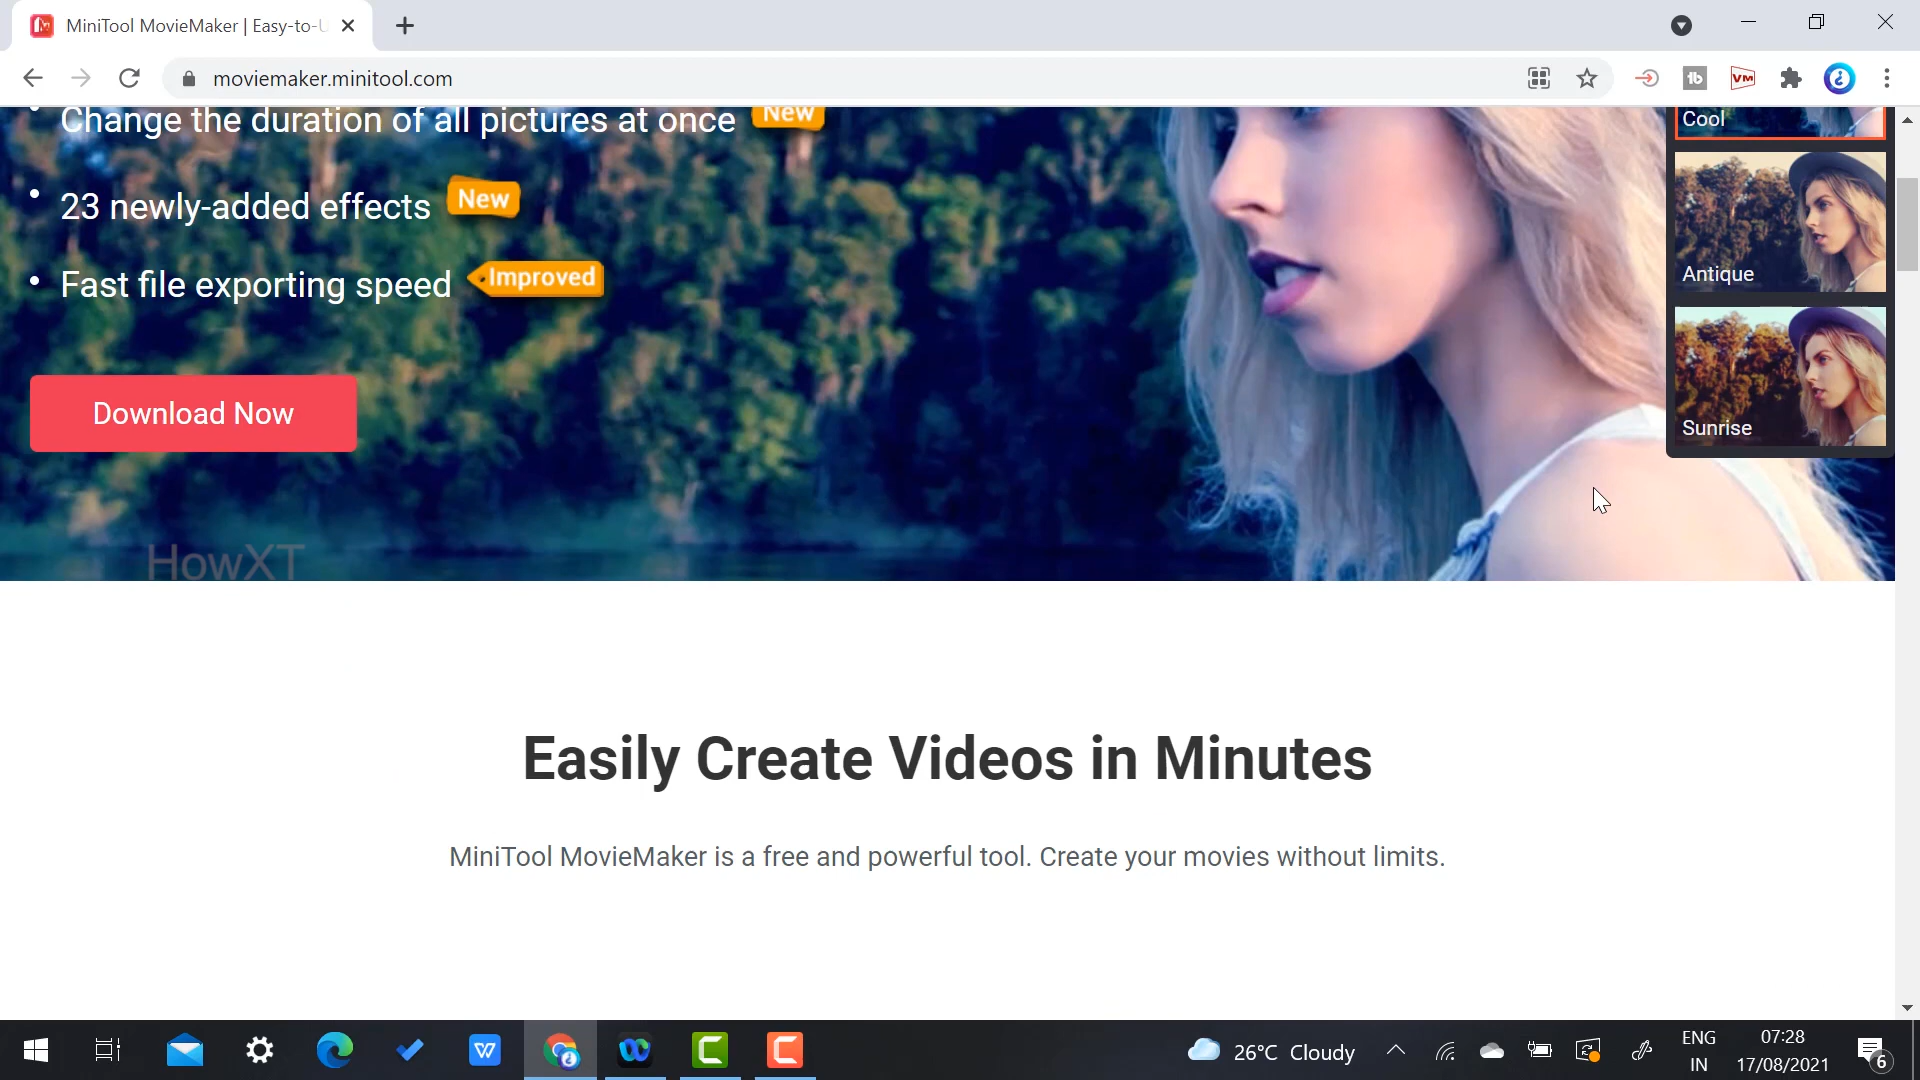 MiniTool MovieMaker | Easy-to-U
moviemaker.minitool.com
Change the duration of all pictures at once New
23 newly-added effects New
Fast file exporting speed Improved
Download Now
Cool
Antique
Sunrise
HowXT
Easily Create Videos in Minutes
MiniTool MovieMaker is a free and powerful tool. Create your movies without limits.
26°C Cloudy
ENG
IN
07:28
17/08/2021
6